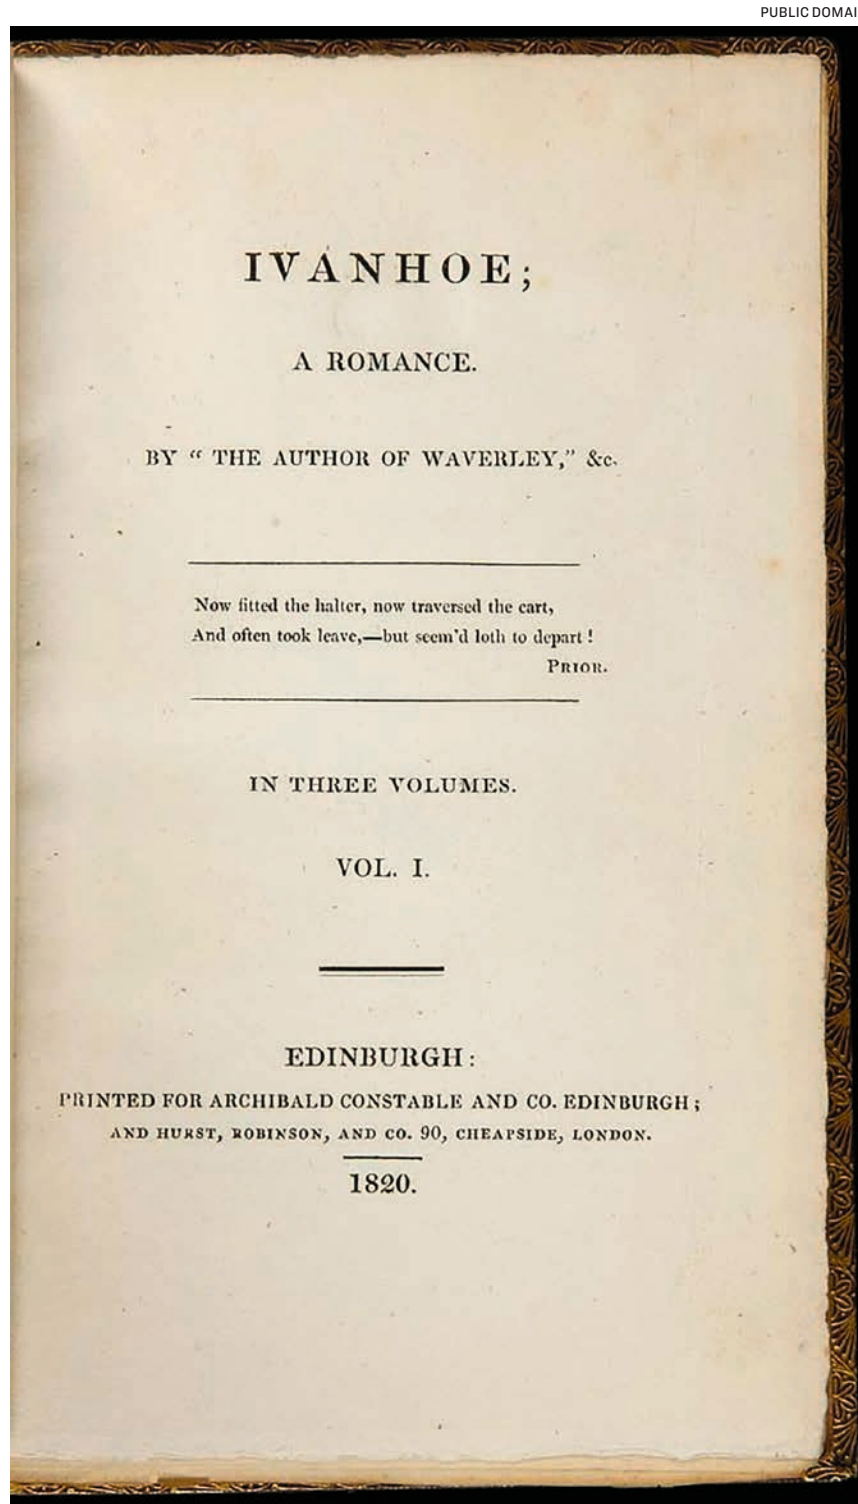 PUBLIC DOMAI
IVANHOE;
A ROMANCE.
BY “ THE AUTHOR OF WAVERLEY,” &c.
Now fitted the halter, now traversed the cart,
And often took leave,—but seem’d loth to depart !
PRIOR.
IN THREE VOLUMES.
VOL. I.
EDINBURGH:
PRINTED FOR ARCHIBALD CONSTABLE AND CO. EDINBURGH ;
AND HURST, ROBINSON, AND CO. 90, CHEAPSIDE, LONDON.
1820.